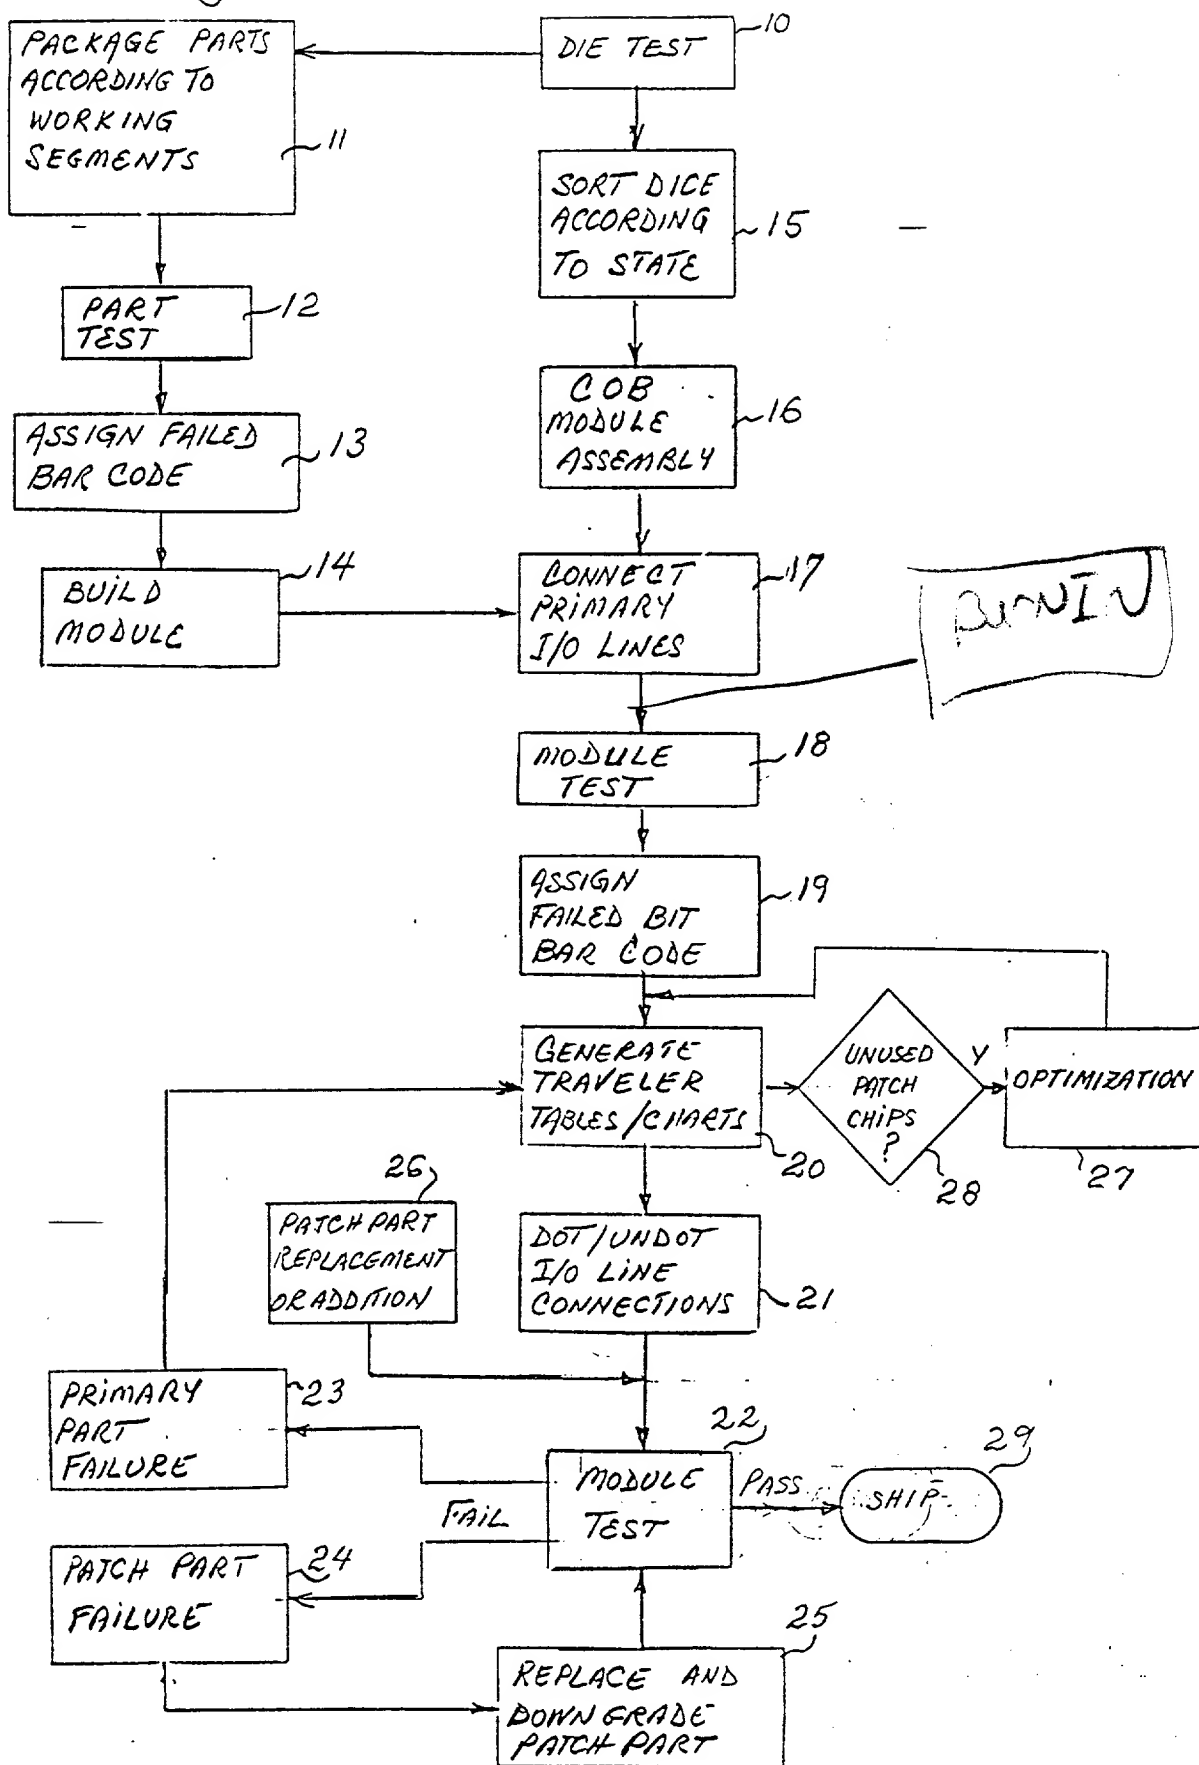 10
DIE TEST
PACKAGE PARTS
ACCORDING TO
WORKING
SEGMENTS
11
SORT DICE
ACCORDING
TO STATE
15
PART
TEST
12
COB
MODULE
ASSEMBLY
16
ASSIGN FAILED
BAR CODE
13
BUILD
MODULE
14
CONNECT
PRIMARY
I/O LINES
17
BurNIN
MODULE
TEST
18
ASSIGN
FAILED BIT
BAR CODE
19
GENERATE
TRAVELER
TABLES/CHARTS
20
UNUSED
PATCH
CHIPS
?
28
Y
OPTIMIZATION
27
26
PATCH PART
REPLACEMENT
OR ADDITION
DOT/UNDOT
I/O LINE
CONNECTIONS
21
PRIMARY
PART
FAILURE
23
22
MODULE
TEST
PASS
29
SHIP
FAIL
PATCH PART
FAILURE
24
25
REPLACE AND
DOWN GRADE
PATCH PART